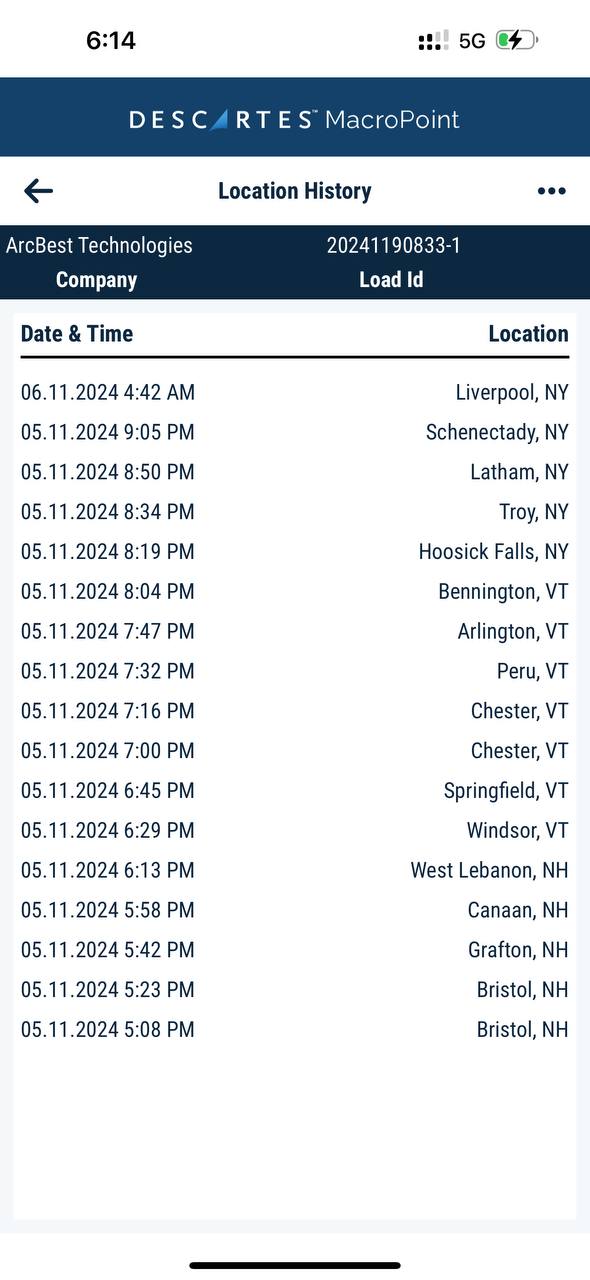 6:14 5G
DESCARTES™ MacroPoint
Location History
ArcBest Technologies 20241190833-1
Company Load Id
Date & Time Location
06.11.2024 4:42 AM Liverpool, NY
05.11.2024 9:05 PM Schenectady, NY
05.11.2024 8:50 PM Latham, NY
05.11.2024 8:34 PM Troy, NY
05.11.2024 8:19 PM Hoosick Falls, NY
05.11.2024 8:04 PM Bennington, VT
05.11.2024 7:47 PM Arlington, VT
05.11.2024 7:32 PM Peru, VT
05.11.2024 7:16 PM Chester, VT
05.11.2024 7:00 PM Chester, VT
05.11.2024 6:45 PM Springfield, VT
05.11.2024 6:29 PM Windsor, VT
05.11.2024 6:13 PM West Lebanon, NH
05.11.2024 5:58 PM Canaan, NH
05.11.2024 5:42 PM Grafton, NH
05.11.2024 5:23 PM Bristol, NH
05.11.2024 5:08 PM Bristol, NH